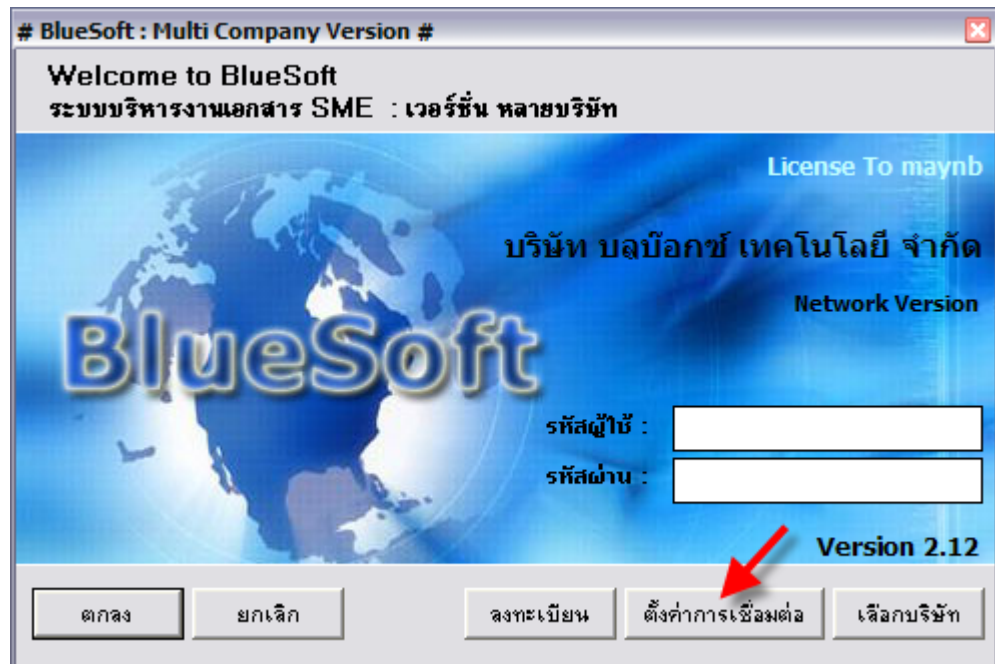 # BlueSoft : Multi Company Version #
Welcome to BlueSoft
ระบบบริหารงานเอกสาร SME : เวอร์ชั่น หลายบริษัท
License To maynb
บริษัท บลูบ๊อกซ์ เทคโนโลยี จำกัด
Network Version
BlueSoft
รหัสผู้ใช้ :
รหัสผ่าน :
Version 2.12
ตกลง ยกเลิก ลงทะเบียน ตั้งค่าการเชื่อมต่อ เลือกบริษัท